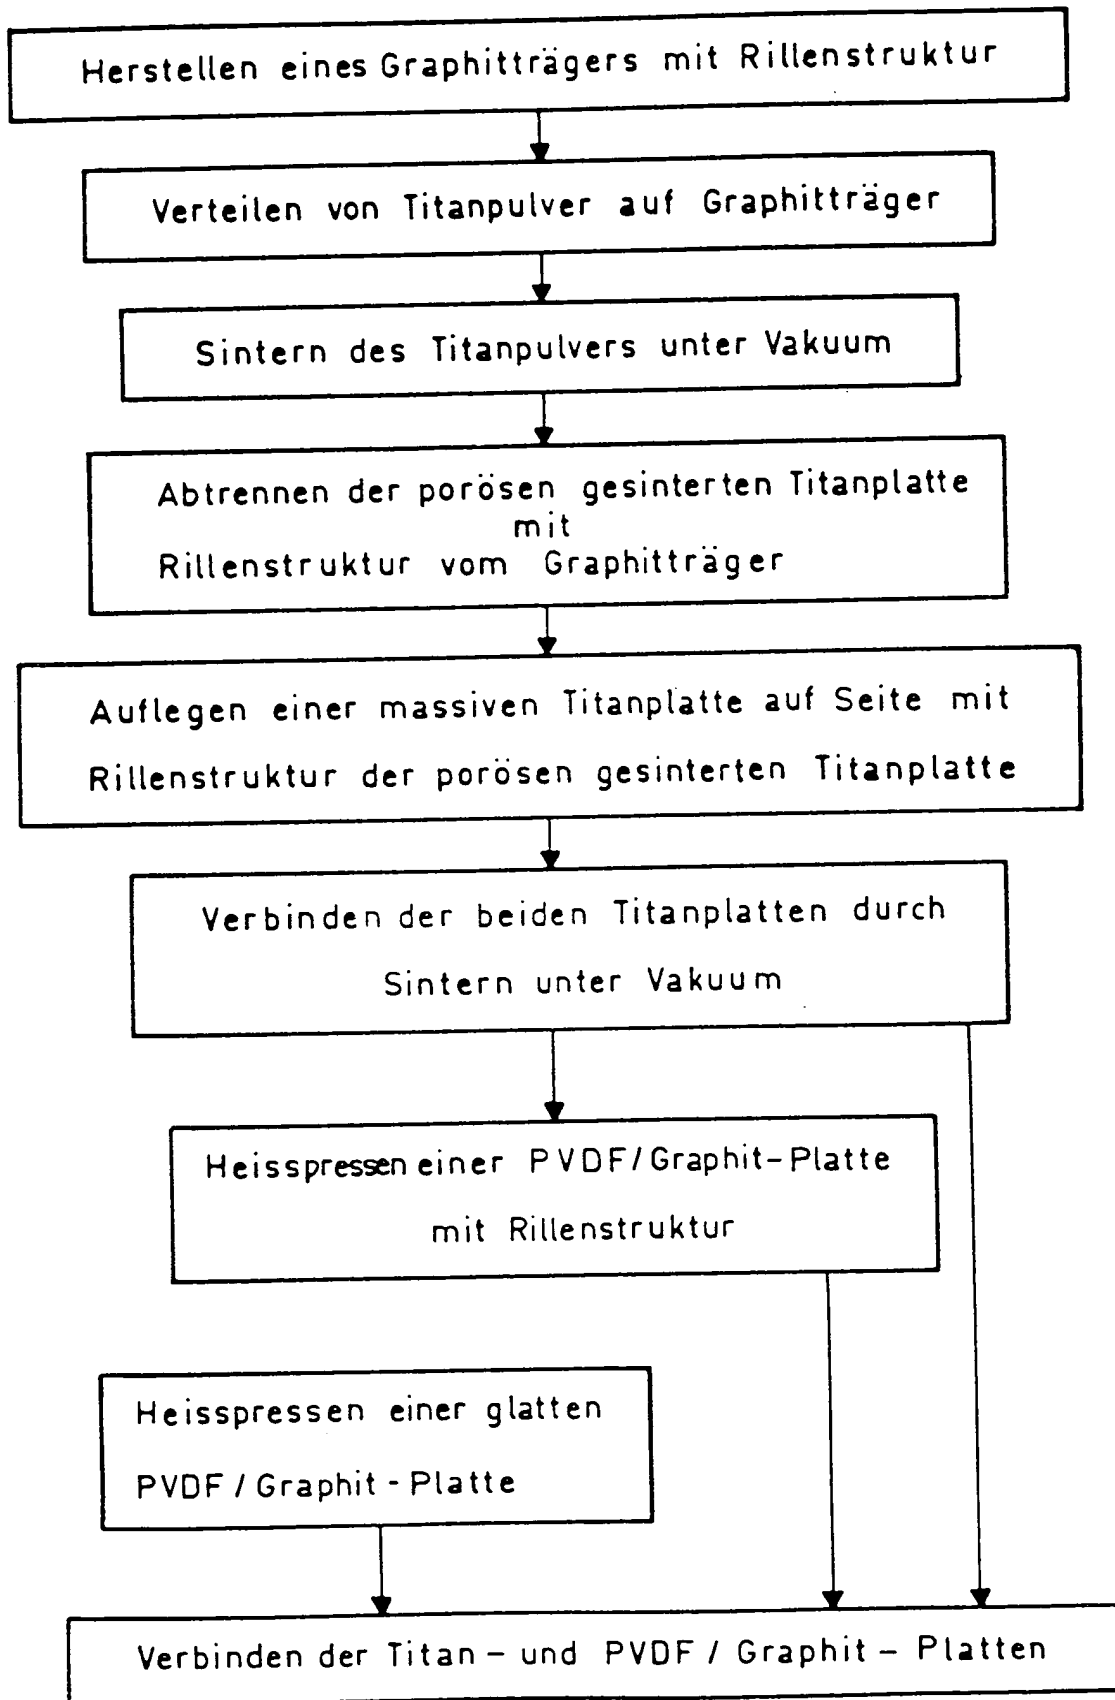 Herstellen eines Graphitträgers mit Rillenstruktur
Verteilen von Titanpulver auf Graphitträger
Sintern des Titanpulvers unter Vakuum
Abtrennen der porösen gesinterten Titanplatte
mit
Rillenstruktur vom Graphitträger
Auflegen einer massiven Titanplatte auf Seite mit
Rillenstruktur der porösen gesinterten Titanplatte
Verbinden der beiden Titanplatten durch
Sintern unter Vakuum
Heisspressen einer PVDF/Graphit-Platte
mit Rillenstruktur
Heisspressen einer glatten
PVDF / Graphit - Platte
Verbinden der Titan - und PVDF / Graphit - Platten